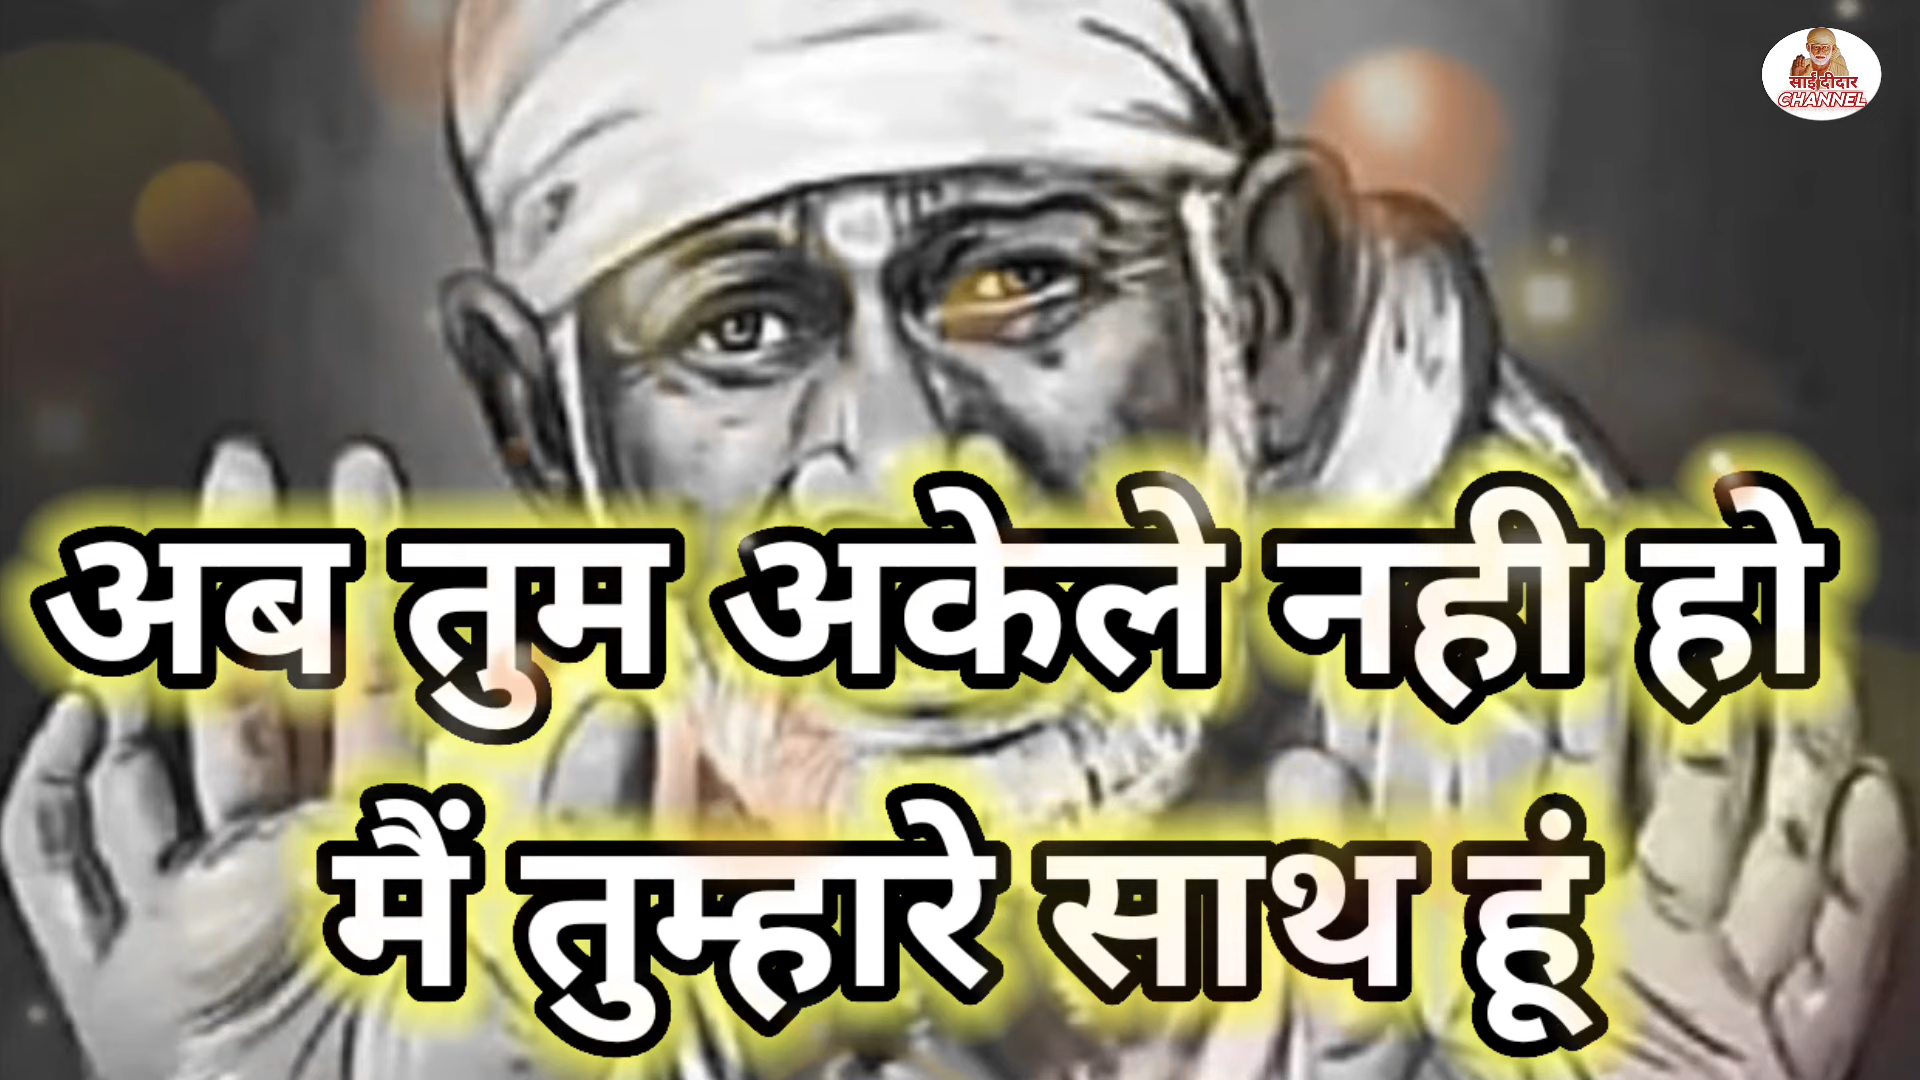 साईं दीदार
CHANNEL
अब तुम अकेले नही हो
मैं तुम्हारे साथ हूं